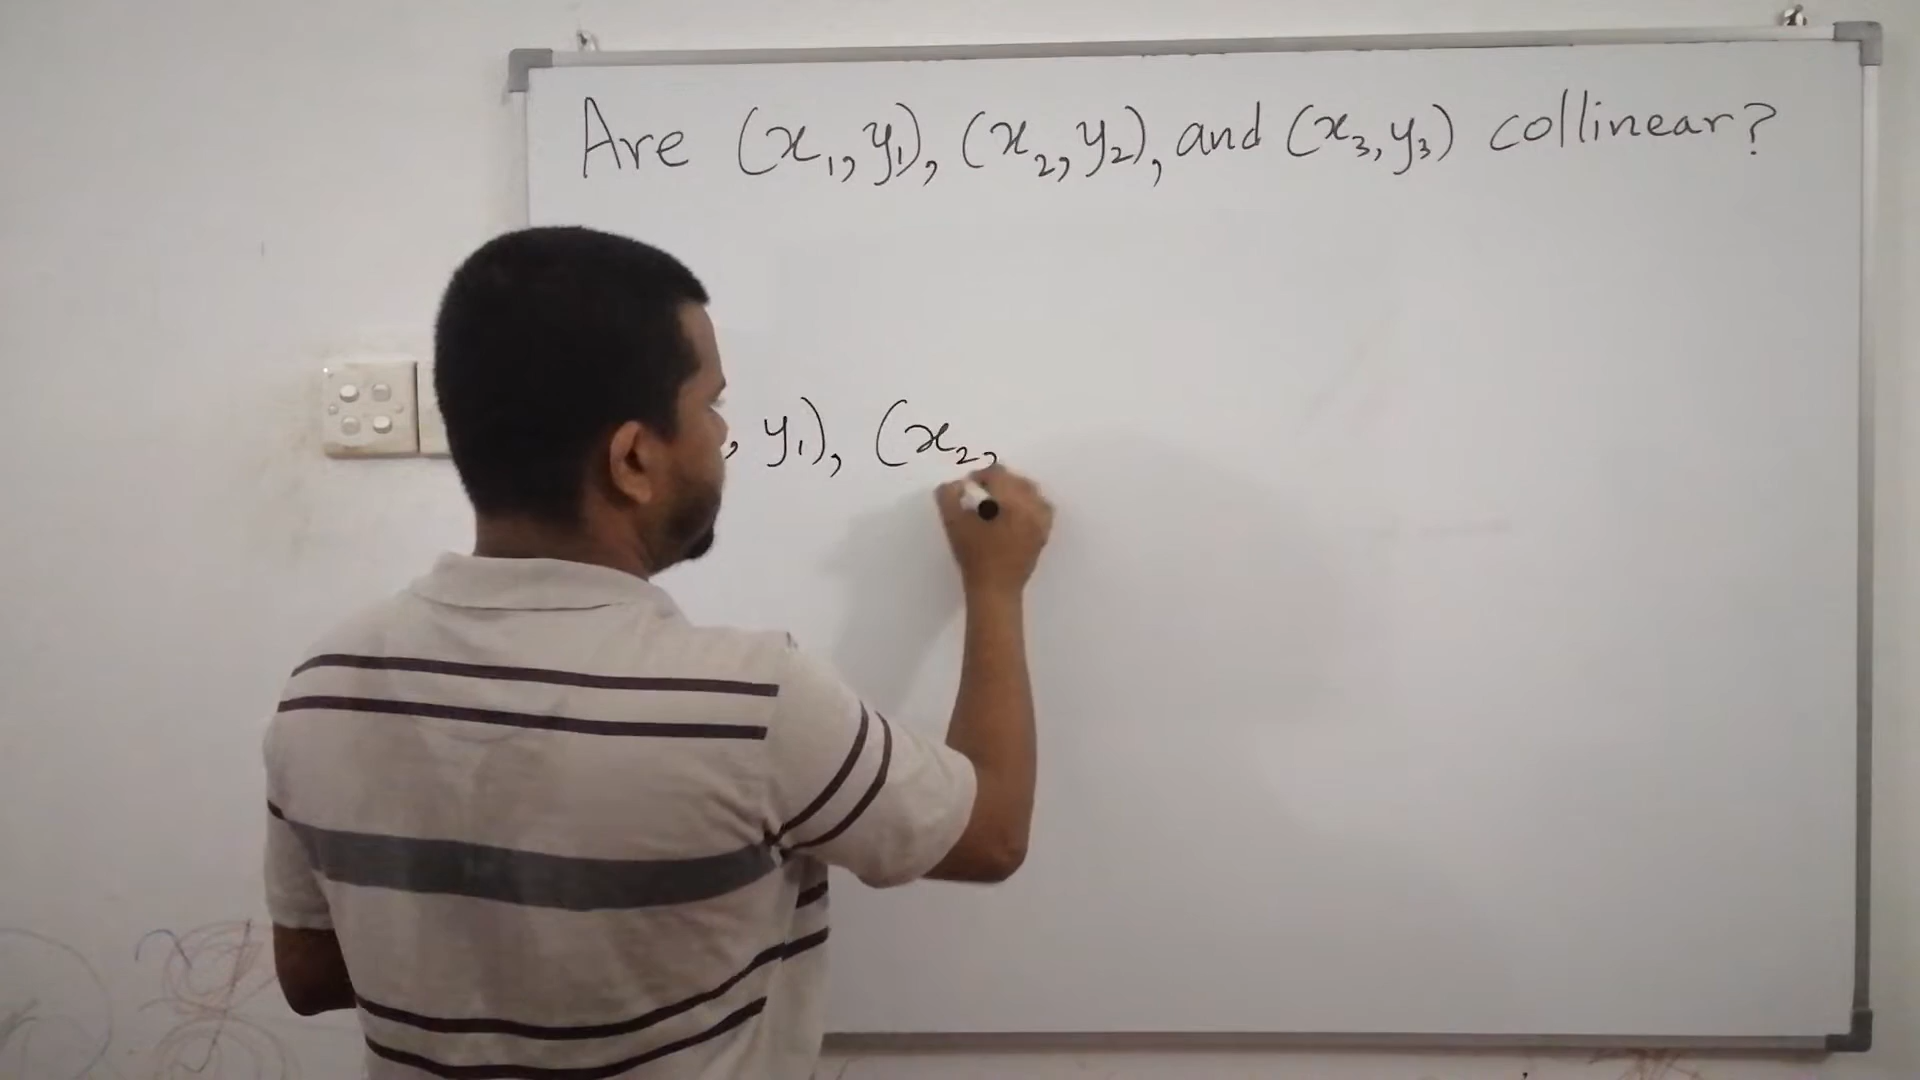 Are (x₁, y₁), (x₂, y₂), and (x₃, y₃) collinear?
, y₁), (x₂,